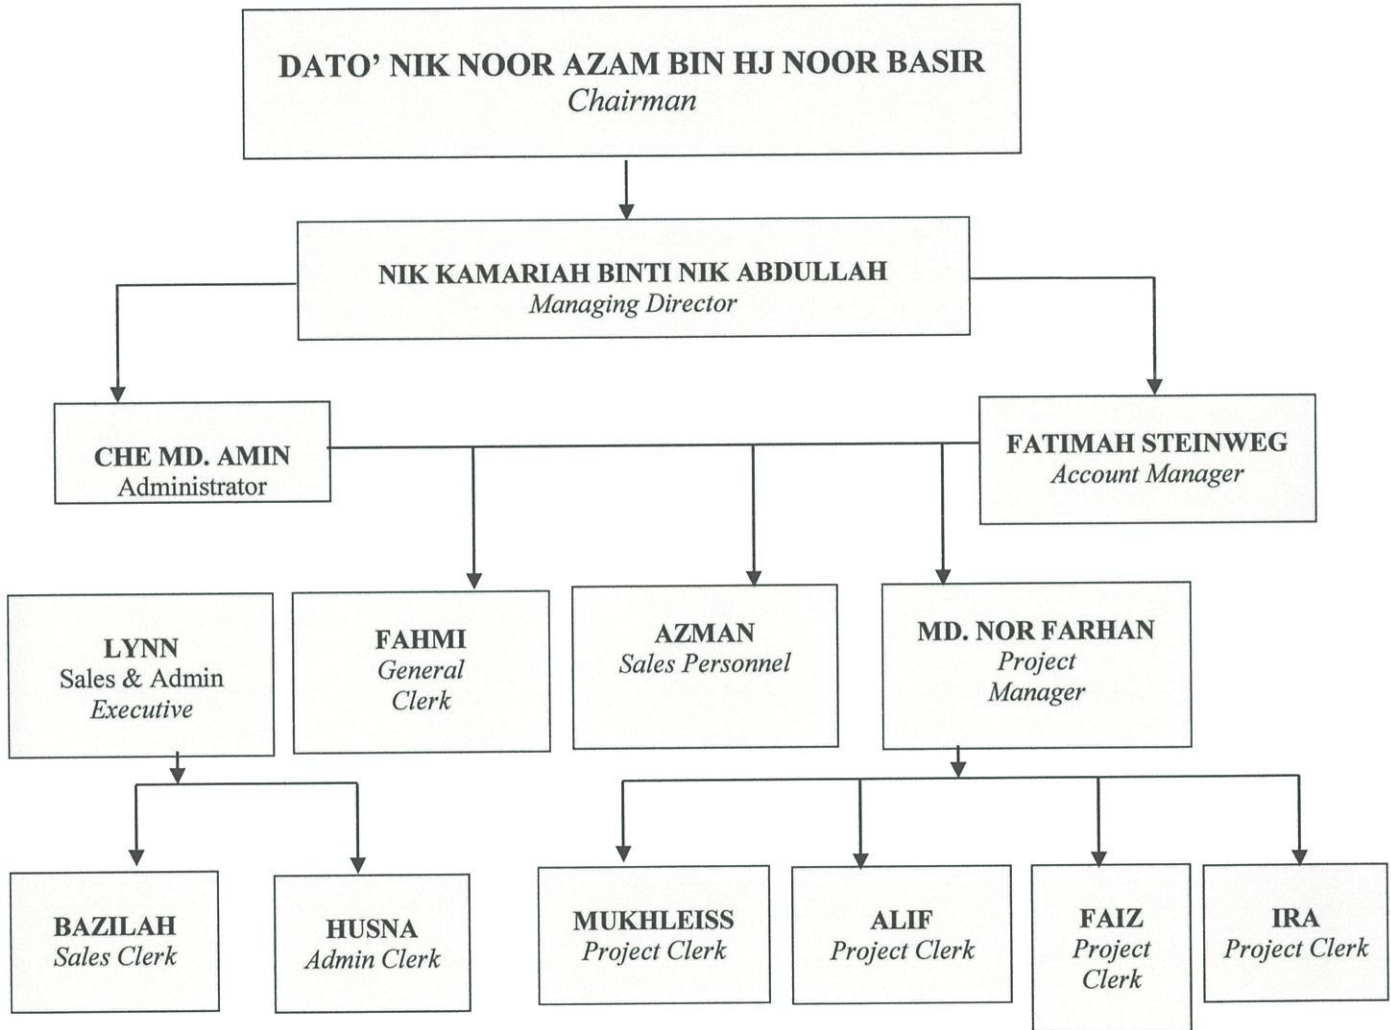 DATO' NIK NOOR AZAM BIN HJ NOOR BASIR
Chairman
NIK KAMARIAH BINTI NIK ABDULLAH
Managing Director
CHE MD. AMIN
Administrator
FATIMAH STEINWEG
Account Manager
LYNN
Sales & Admin
Executive
FAHMI
General
Clerk
AZMAN
Sales Personnel
MD. NOR FARHAN
Project
Manager
BAZILAH
Sales Clerk
HUSNA
Admin Clerk
MUKHLEISS
Project Clerk
ALIF
Project Clerk
FAIZ
Project
Clerk
IRA
Project Clerk